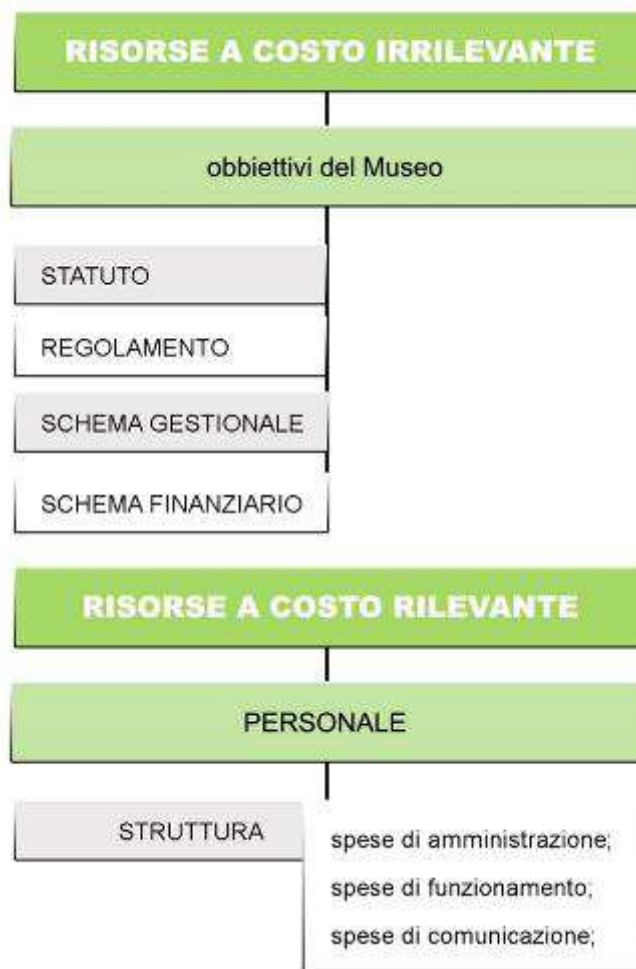 RISORSE A COSTO IRRILEVANTE
obbiettivi del Museo
STATUTO
REGOLAMENTO
SCHEMA GESTIONALE
SCHEMA FINANZIARIO
RISORSE A COSTO RILEVANTE
PERSONALE
STRUTTURA
spese di amministrazione;
spese di funzionamento;
spese di comunicazione;